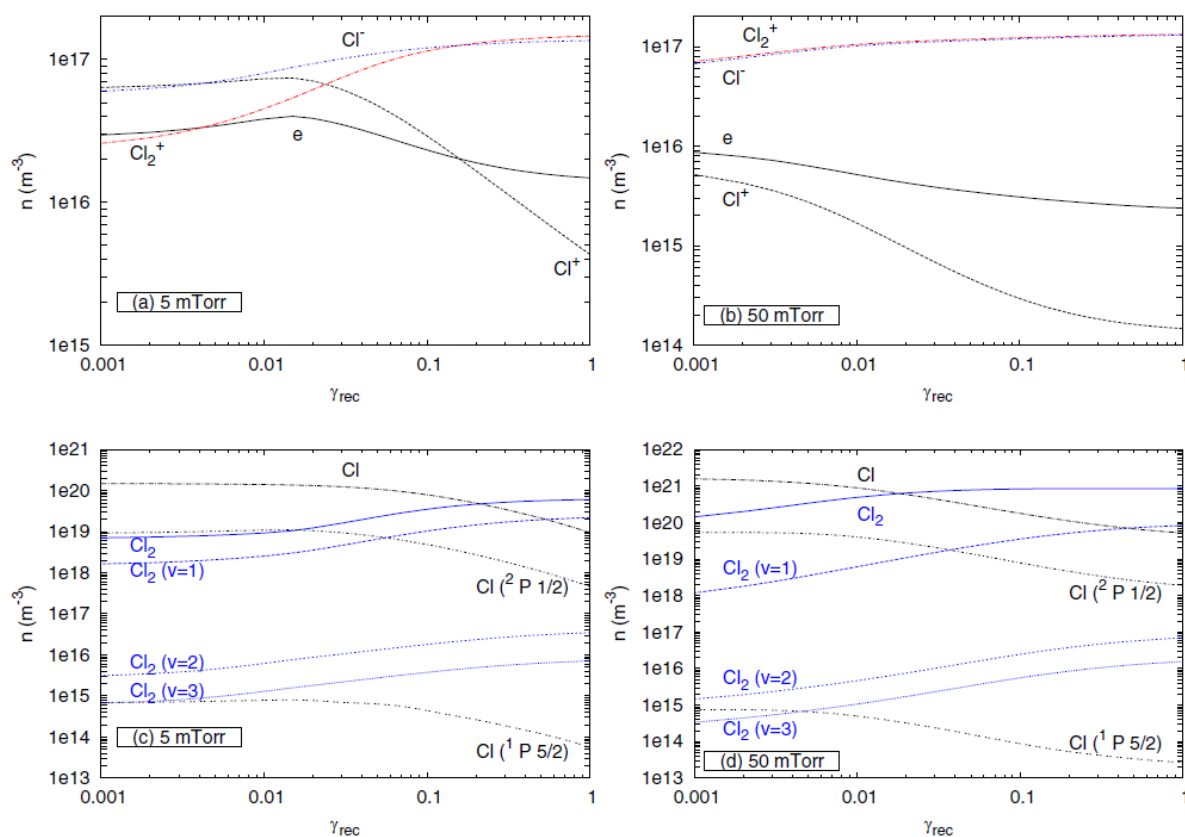 1e17
1e16
1e15
n (m⁻³)
Cl⁻
Cl₂⁺
e
Cl⁺
(a) 5 mTorr
0.001
0.01
0.1
1
γrec
1e17
1e16
1e15
1e14
n (m⁻³)
Cl₂⁺
Cl⁻
e
Cl⁺
(b) 50 mTorr
0.001
0.01
0.1
1
γrec
1e21
1e20
1e19
1e18
1e17
1e16
1e15
1e14
1e13
n (m⁻³)
Cl
Cl₂
Cl₂ (v=1)
Cl (² P 1/2)
Cl₂ (v=2)
Cl₂ (v=3)
Cl (¹ P 5/2)
(c) 5 mTorr
0.001
0.01
0.1
1
γrec
1e22
1e21
1e20
1e19
1e18
1e17
1e16
1e15
1e14
1e13
n (m⁻³)
Cl
Cl₂
Cl₂ (v=1)
Cl (² P 1/2)
Cl₂ (v=2)
Cl₂ (v=3)
Cl (¹ P 5/2)
(d) 50 mTorr
0.001
0.01
0.1
1
γrec